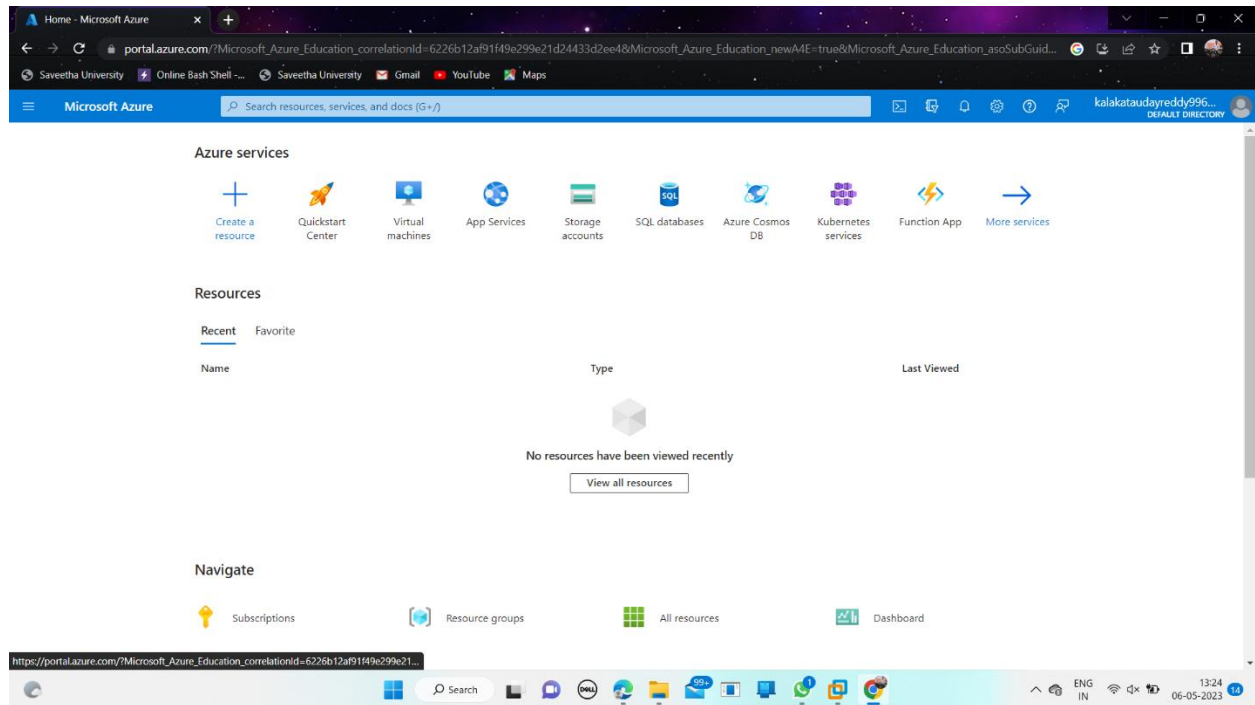 Home - Microsoft Azure
portal.azure.com/?Microsoft_Azure_Education_correlationId=6226b12af91f49e299e21d24433d2ee4&Microsoft_Azure_Education_newA4E=true&Microsoft_Azure_Education_asoSubGuid...
Saveetha University Online Bash Shell -... Saveetha University Gmail YouTube Maps
Microsoft Azure Search resources, services, and docs (G+/) kalakataudayreddy996...
DEFAULT DIRECTORY
Azure services
Create a resource
Quickstart Center
Virtual machines
App Services
Storage accounts
SQL databases
Azure Cosmos DB
Kubernetes services
Function App
More services
Resources
Recent Favorite
Name Type Last Viewed
No resources have been viewed recently
View all resources
Navigate
Subscriptions Resource groups All resources Dashboard
https://portal.azure.com/?Microsoft_Azure_Education_correlationId=6226b12af91f49e299e21...
Search DELL 99+ 1 ENG 13:24
IN 06-05-2023 14